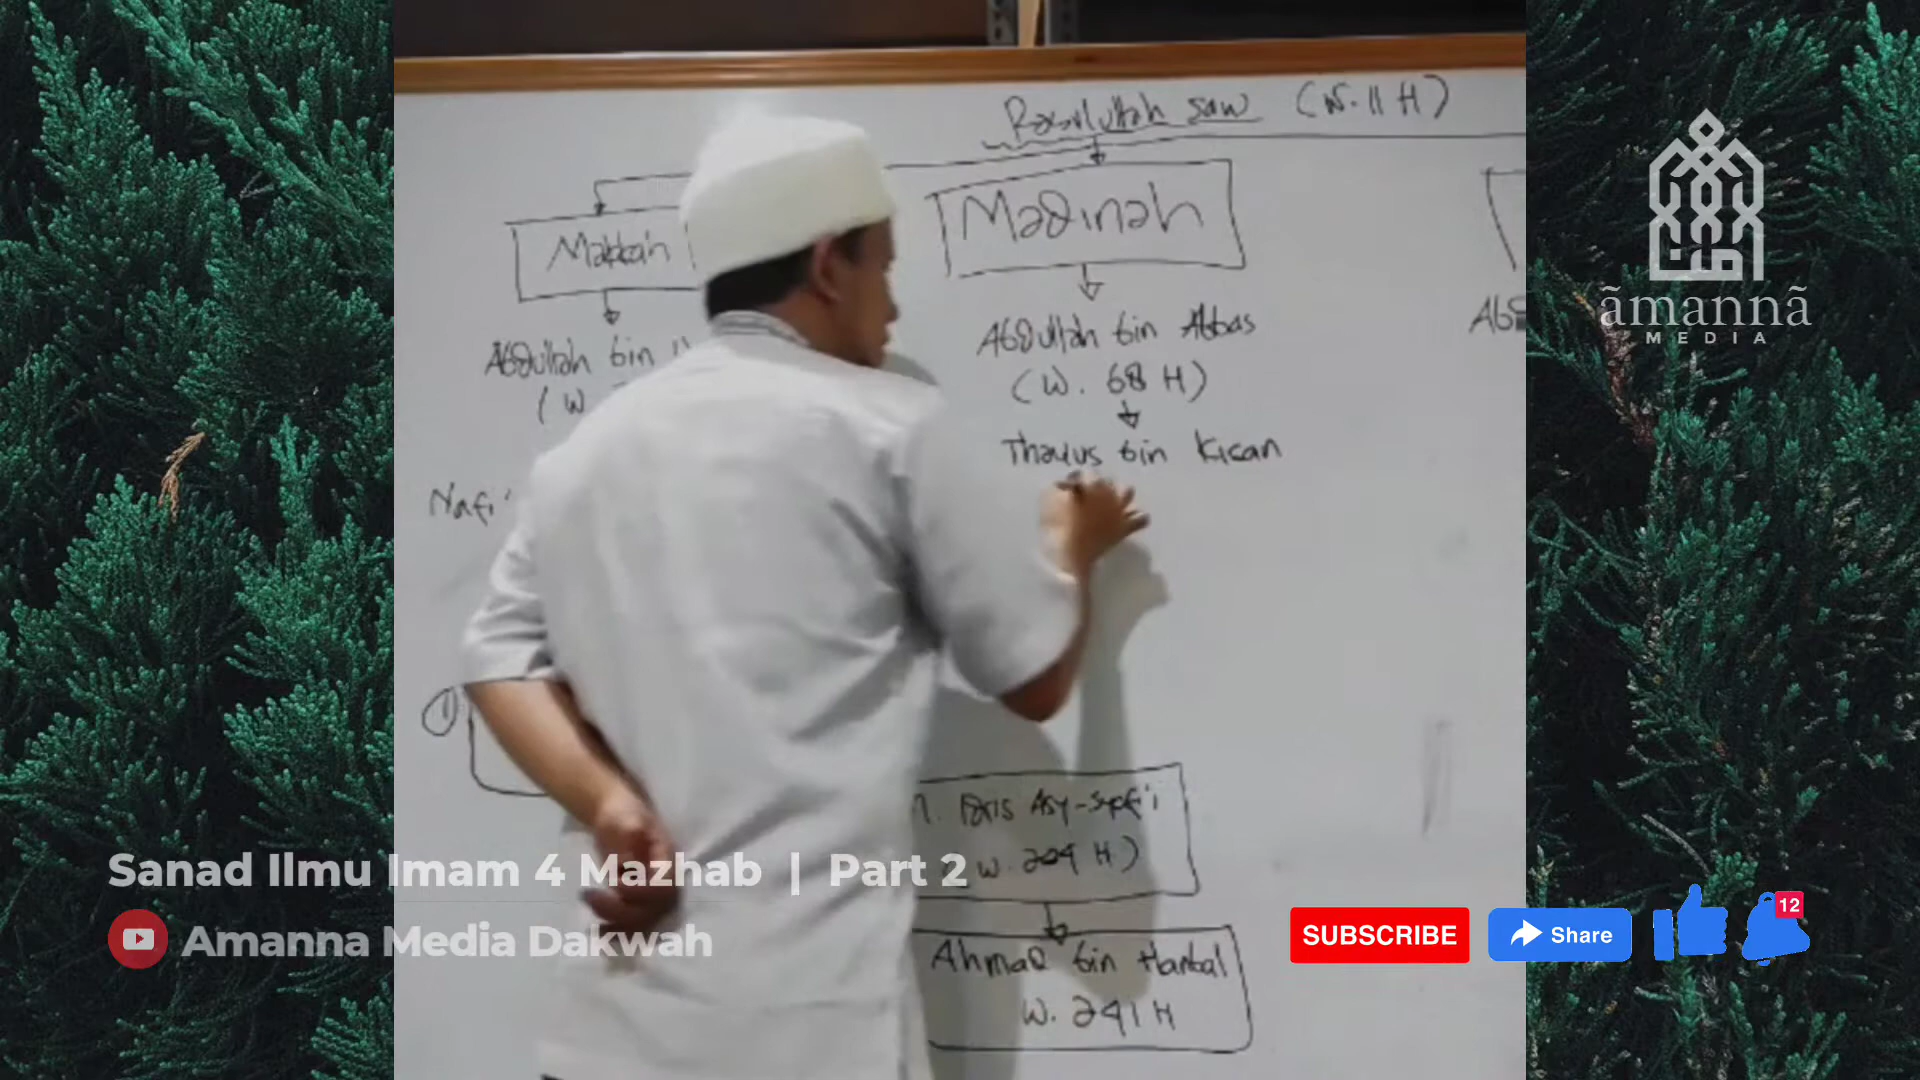 Rasulullah saw (W. 11 H)
Makkah
Madinah
Abdullah bin
(W
Abdullah bin Abbas
(W. 68 H)
Thawus bin Kisan
Nafi'
1
M. Idris Asy-Syafi'i
W. 204 H)
Ahmad bin Hanbal
W. 241 H
ãmannã
MEDIA
Sanad Ilmu Imam 4 Mazhab | Part 2
Amanna Media Dakwah
SUBSCRIBE
Share
12